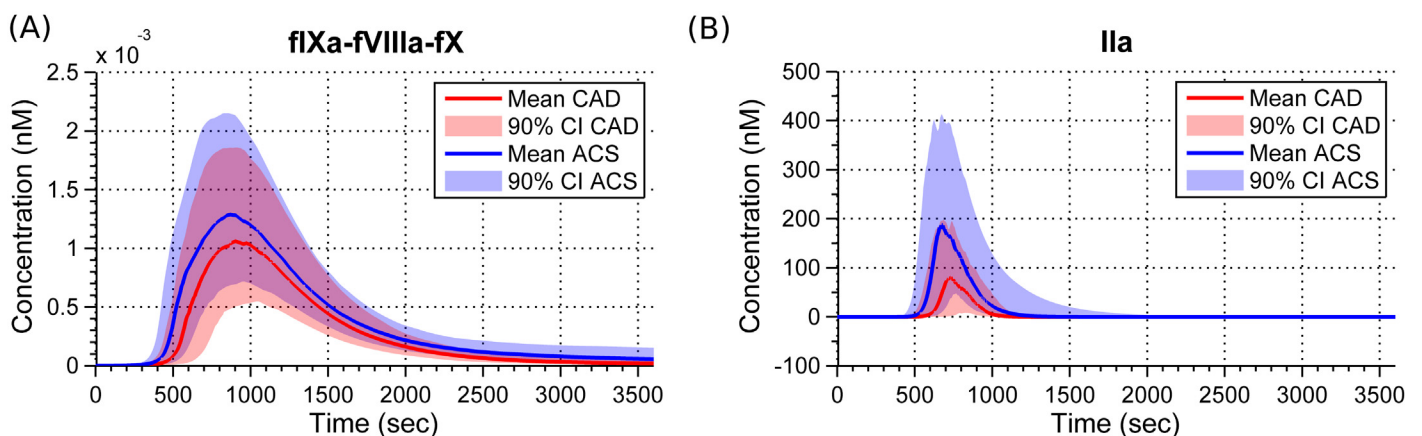 (A)
fIXa-fVIIIa-fX
x 10⁻³
2.5
2
1.5
1
0.5
0
Concentration (nM)
Mean CAD
90% CI CAD
Mean ACS
90% CI ACS
0 500 1000 1500 2000 2500 3000 3500
Time (sec)
(B)
IIa
500
400
300
200
100
0
-100
Concentration (nM)
Mean CAD
90% CI CAD
Mean ACS
90% CI ACS
0 500 1000 1500 2000 2500 3000 3500
Time (sec)